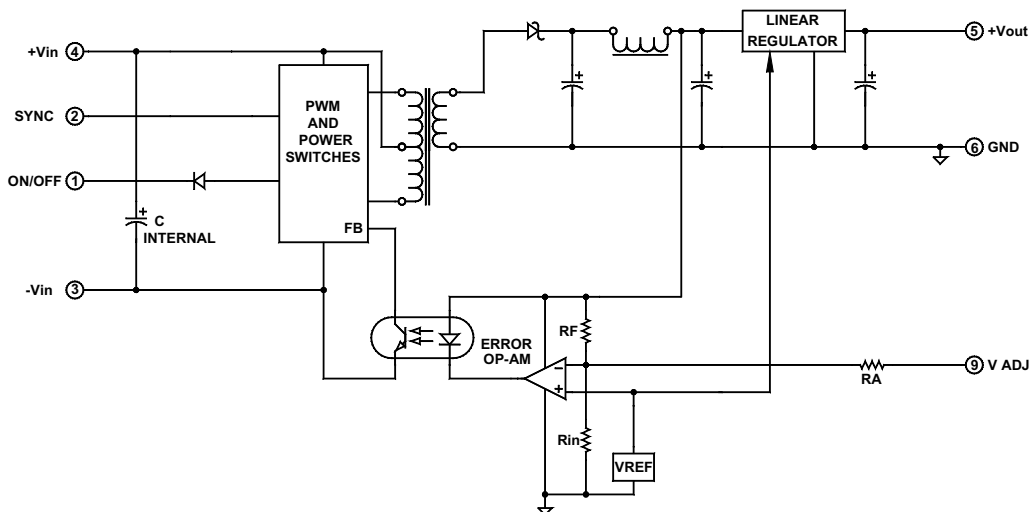 +Vin 4
SYNC 2
ON/OFF 1
-Vin 3
+
C
INTERNAL
PWM
AND
POWER
SWITCHES
FB
+
+
LINEAR
REGULATOR
+
5 +Vout
6 GND
ERROR
OP-AM
RF
−
+
Rin
VREF
RA
9 V ADJ